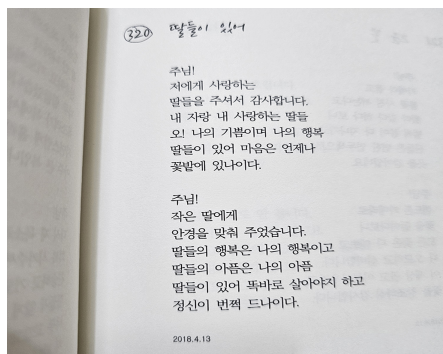 320 딸들이 있어
주님!
저에게 사랑하는
딸들을 주셔서 감사합니다.
내 자랑 내 사랑하는 딸들
오! 나의 기쁨이며 나의 행복
딸들이 있어 마음은 언제나
꽃밭에 있나이다.
주님!
작은 딸에게
안경을 맞춰 주었습니다.
딸들의 행복은 나의 행복이고
딸들의 아픔은 나의 아픔
딸들이 있어 똑바로 살아야지 하고
정신이 번쩍 드나이다.
2018.4.13